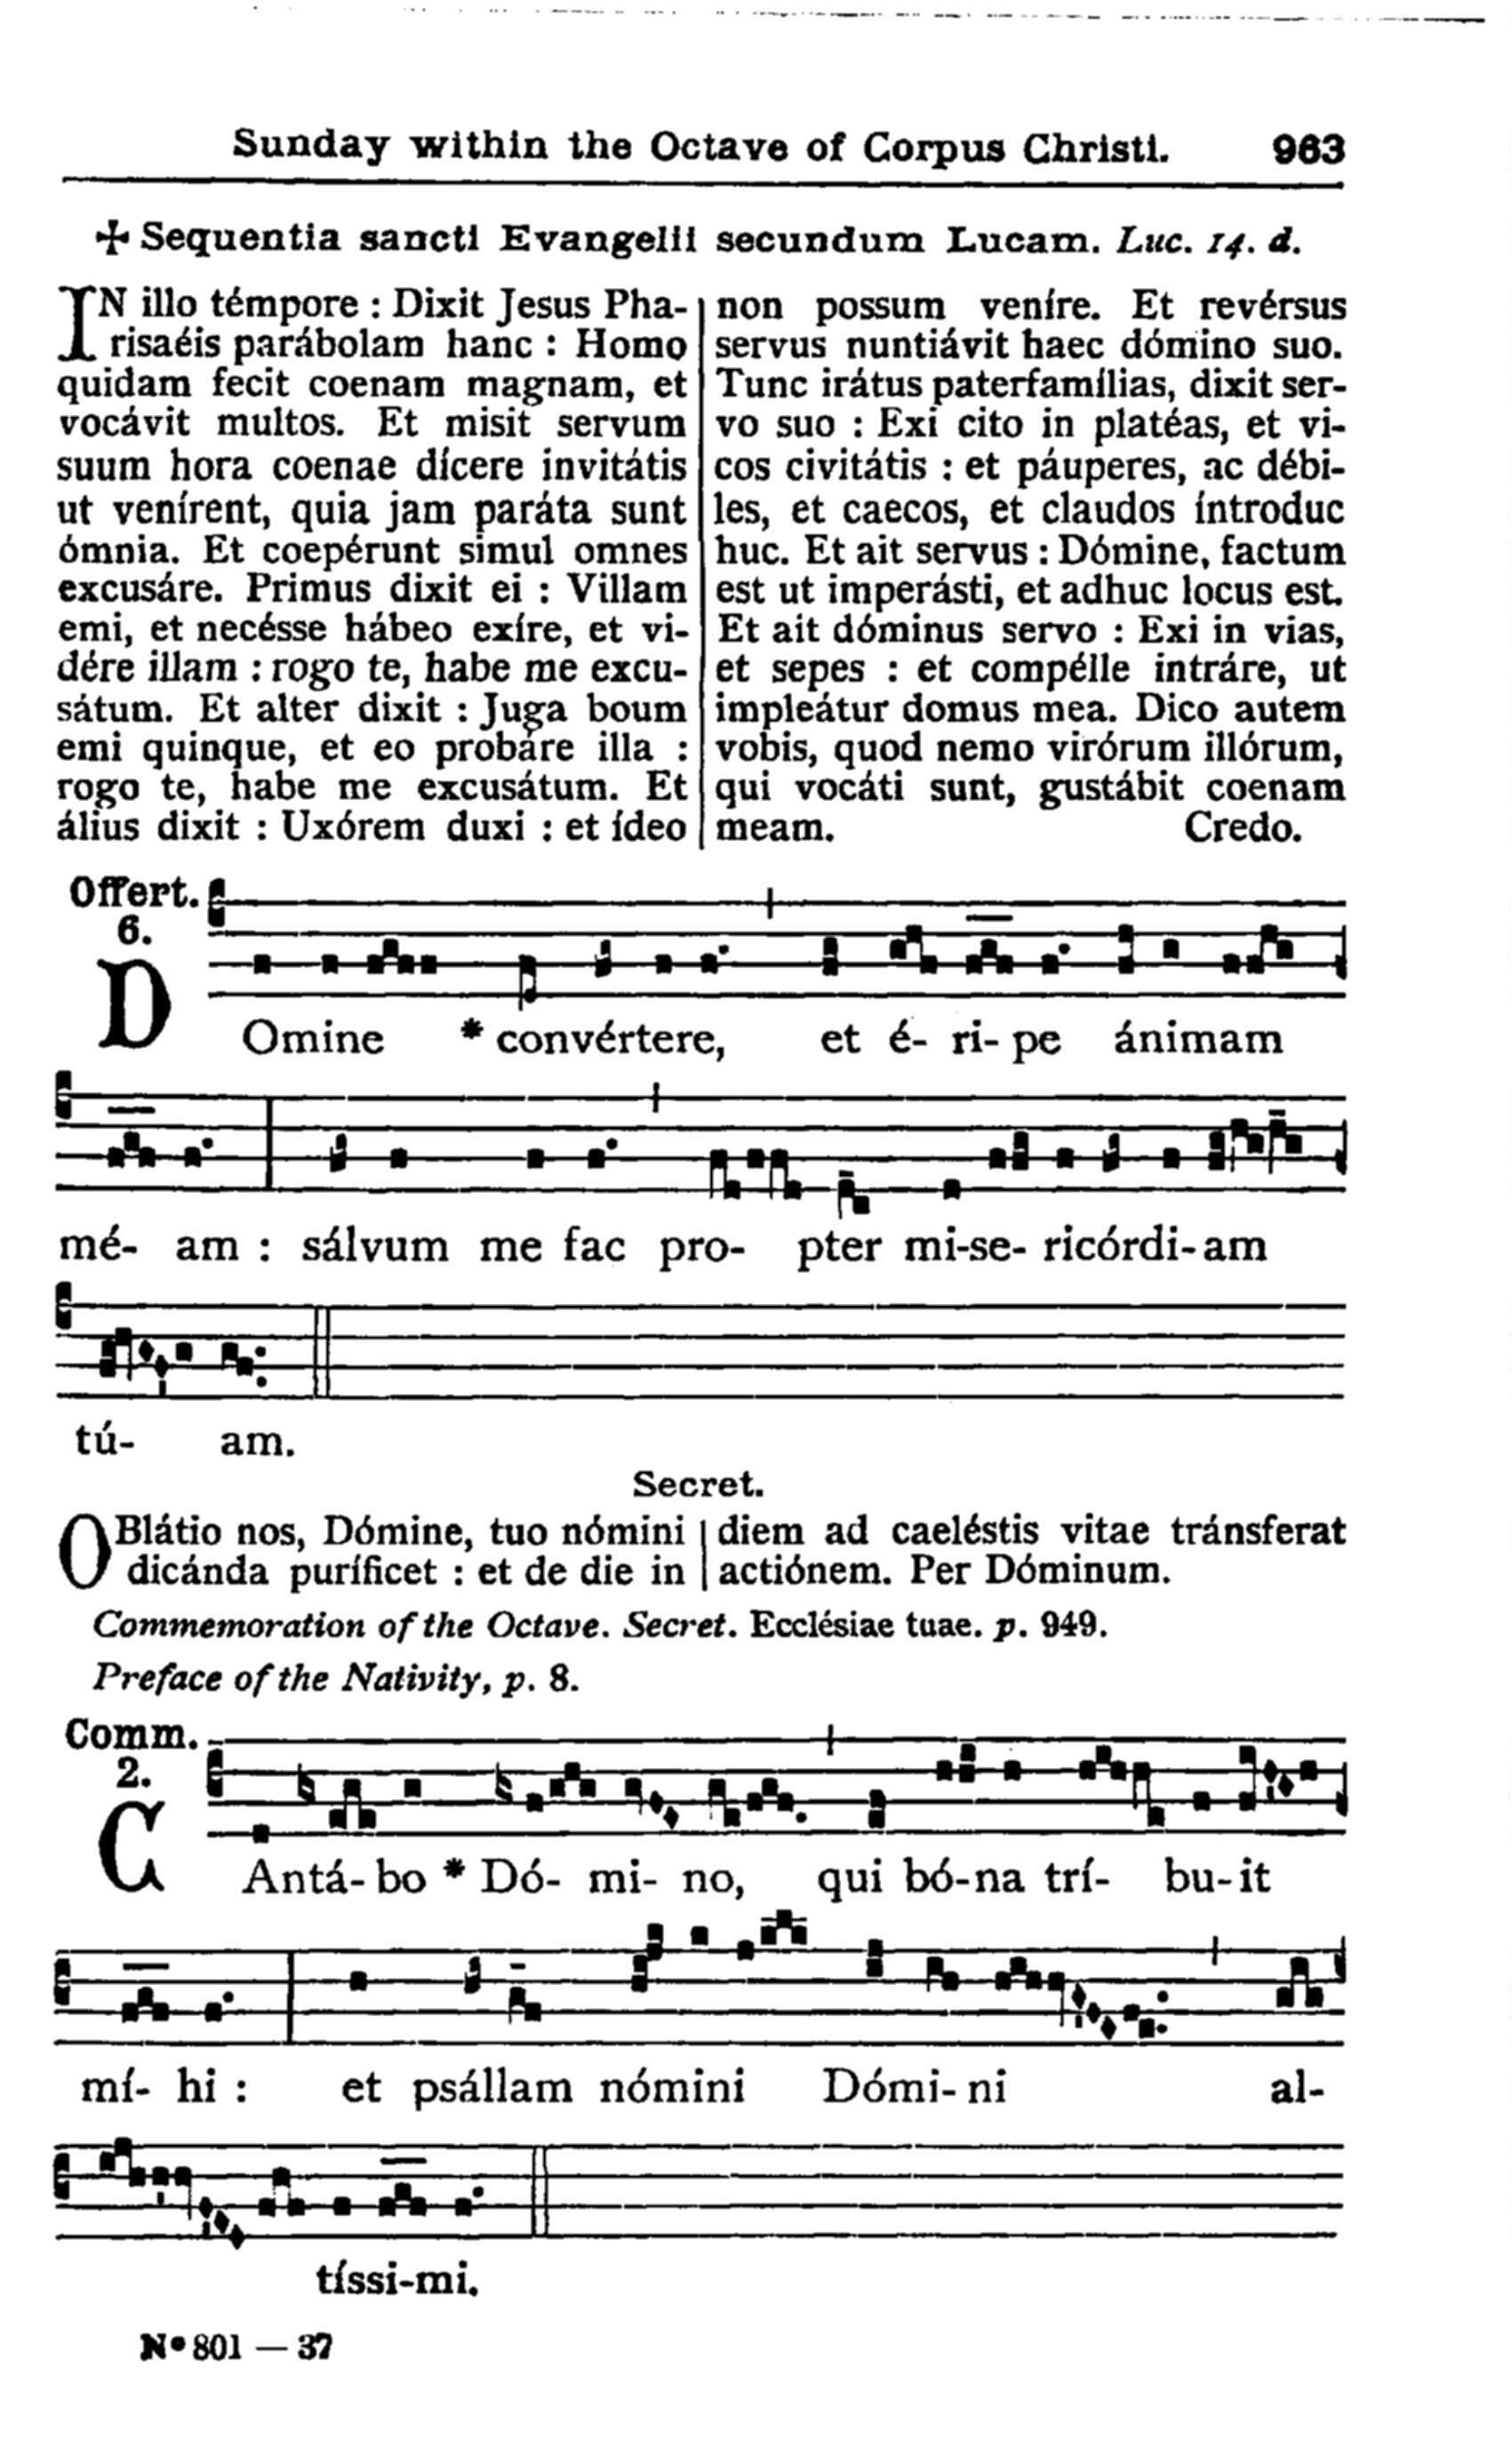 Sunday within the Octave of Corpus Christi. 963
✠ Sequentia sancti Evangelii secundum Lucam. Luc. 14. d.
IN illo témpore : Dixit Jesus Pha-
risaéis parábolam hanc : Homo
quidam fecit coenam magnam, et
vocávit multos. Et misit servum
suum hora coenae dícere invitátis
ut venírent, quia jam paráta sunt
ómnia. Et coepérunt simul omnes
excusáre. Primus dixit ei : Villam
emi, et necésse hábeo exíre, et vi-
dére illam : rogo te, habe me excu-
sátum. Et alter dixit : Juga boum
emi quinque, et eo probáre illa :
rogo te, habe me excusátum. Et
álius dixit : Uxórem duxi : et ídeo
non possum veníre. Et revérsus
servus nuntiávit haec dómino suo.
Tunc irátus paterfamílias, dixit ser-
vo suo : Exi cito in platéas, et vi-
cos civitátis : et páuperes, ac débi-
les, et caecos, et claudos íntroduc
huc. Et ait servus : Dómine, factum
est ut imperásti, et adhuc locus est.
Et ait dóminus servo : Exi in vias,
et sepes : et compélle intráre, ut
impleátur domus mea. Dico autem
vobis, quod nemo virórum illórum,
qui vocáti sunt, gustábit coenam
meam. Credo.
Offert.
6.
DOmine * convértere, et é- ri- pe ánimam
mé- am : sálvum me fac pro- pter mi-se- ricórdi-am
tú- am.
Secret.
OBlátio nos, Dómine, tuo nómini
dicánda puríficet : et de die in
diem ad caeléstis vitae tránsferat
actiónem. Per Dóminum.
Commemoration of the Octave. Secret. Ecclésiae tuae. p. 949.
Preface of the Nativity, p. 8.
Comm.
2.
CAntá- bo * Dó- mi- no, qui bó-na trí- bu-it
mí- hi : et psállam nómini Dómi- ni al-
tíssi-mi.
N° 801 — 37